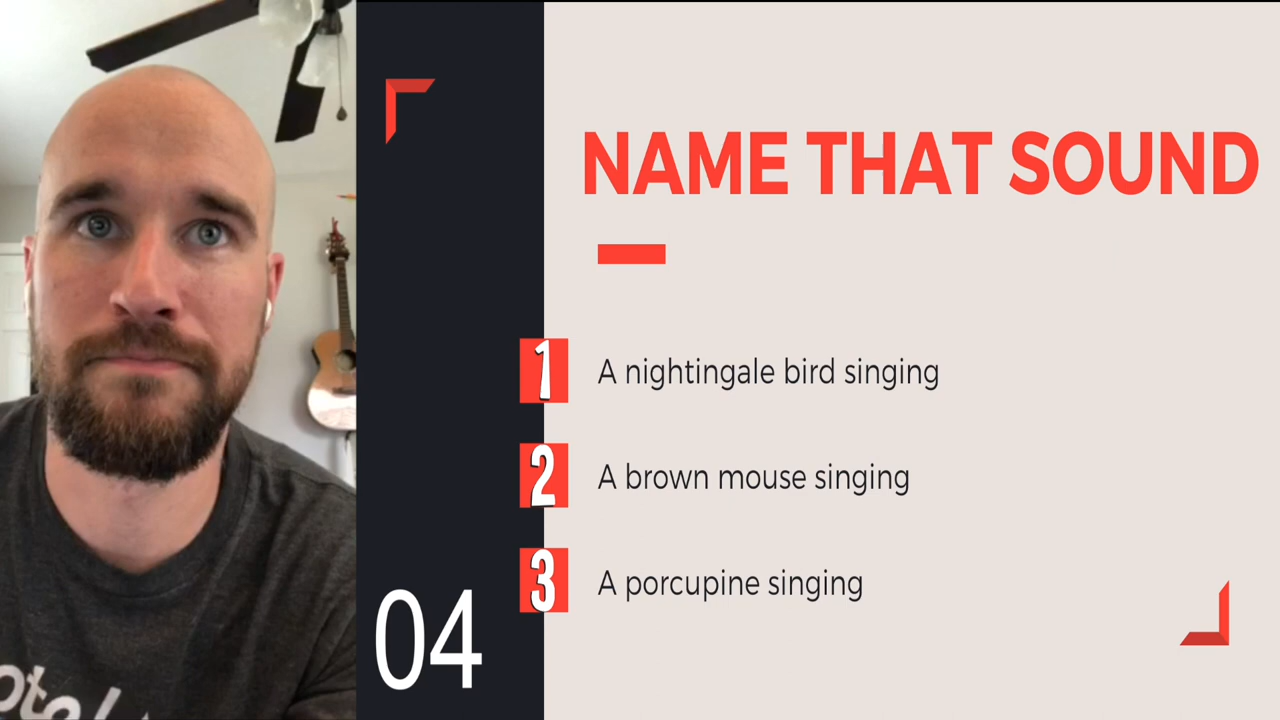 NAME THAT SOUND
1 A nightingale bird singing
2 A brown mouse singing
3 A porcupine singing
04